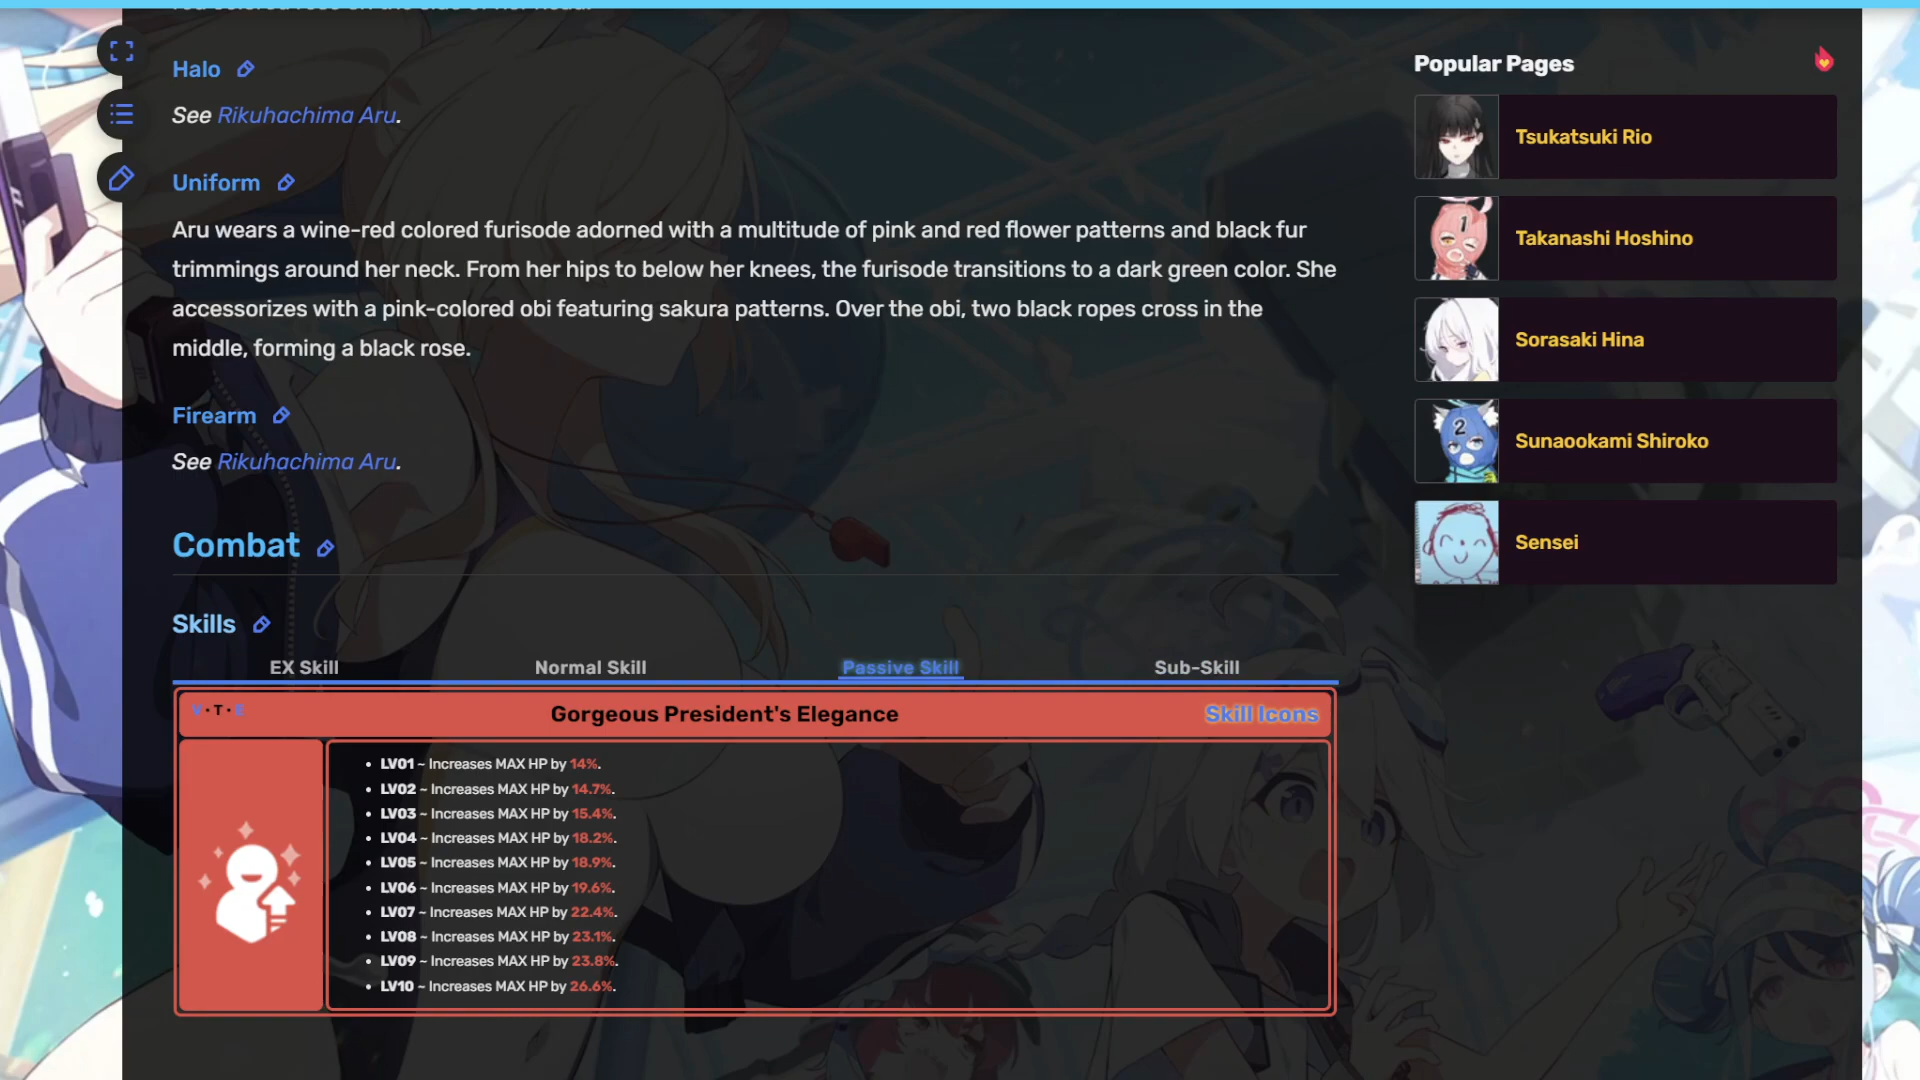 Halo
See Rikuhachima Aru.
Uniform
Aru wears a wine-red colored furisode adorned with a multitude of pink and red flower patterns and black fur
trimmings around her neck. From her hips to below her knees, the furisode transitions to a dark green color. She
accessorizes with a pink-colored obi featuring sakura patterns. Over the obi, two black ropes cross in the
middle, forming a black rose.
Firearm
See Rikuhachima Aru.
Combat
Skills
EX Skill Normal Skill Passive Skill Sub-Skill
V · T · E Gorgeous President's Elegance Skill Icons
• LV01 ~ Increases MAX HP by 14%.
• LV02 ~ Increases MAX HP by 14.7%.
• LV03 ~ Increases MAX HP by 15.4%.
• LV04 ~ Increases MAX HP by 18.2%.
• LV05 ~ Increases MAX HP by 18.9%.
• LV06 ~ Increases MAX HP by 19.6%.
• LV07 ~ Increases MAX HP by 22.4%.
• LV08 ~ Increases MAX HP by 23.1%.
• LV09 ~ Increases MAX HP by 23.8%.
• LV10 ~ Increases MAX HP by 26.6%.
Popular Pages
Tsukatsuki Rio
1
Takanashi Hoshino
Sorasaki Hina
2
Sunaookami Shiroko
Sensei